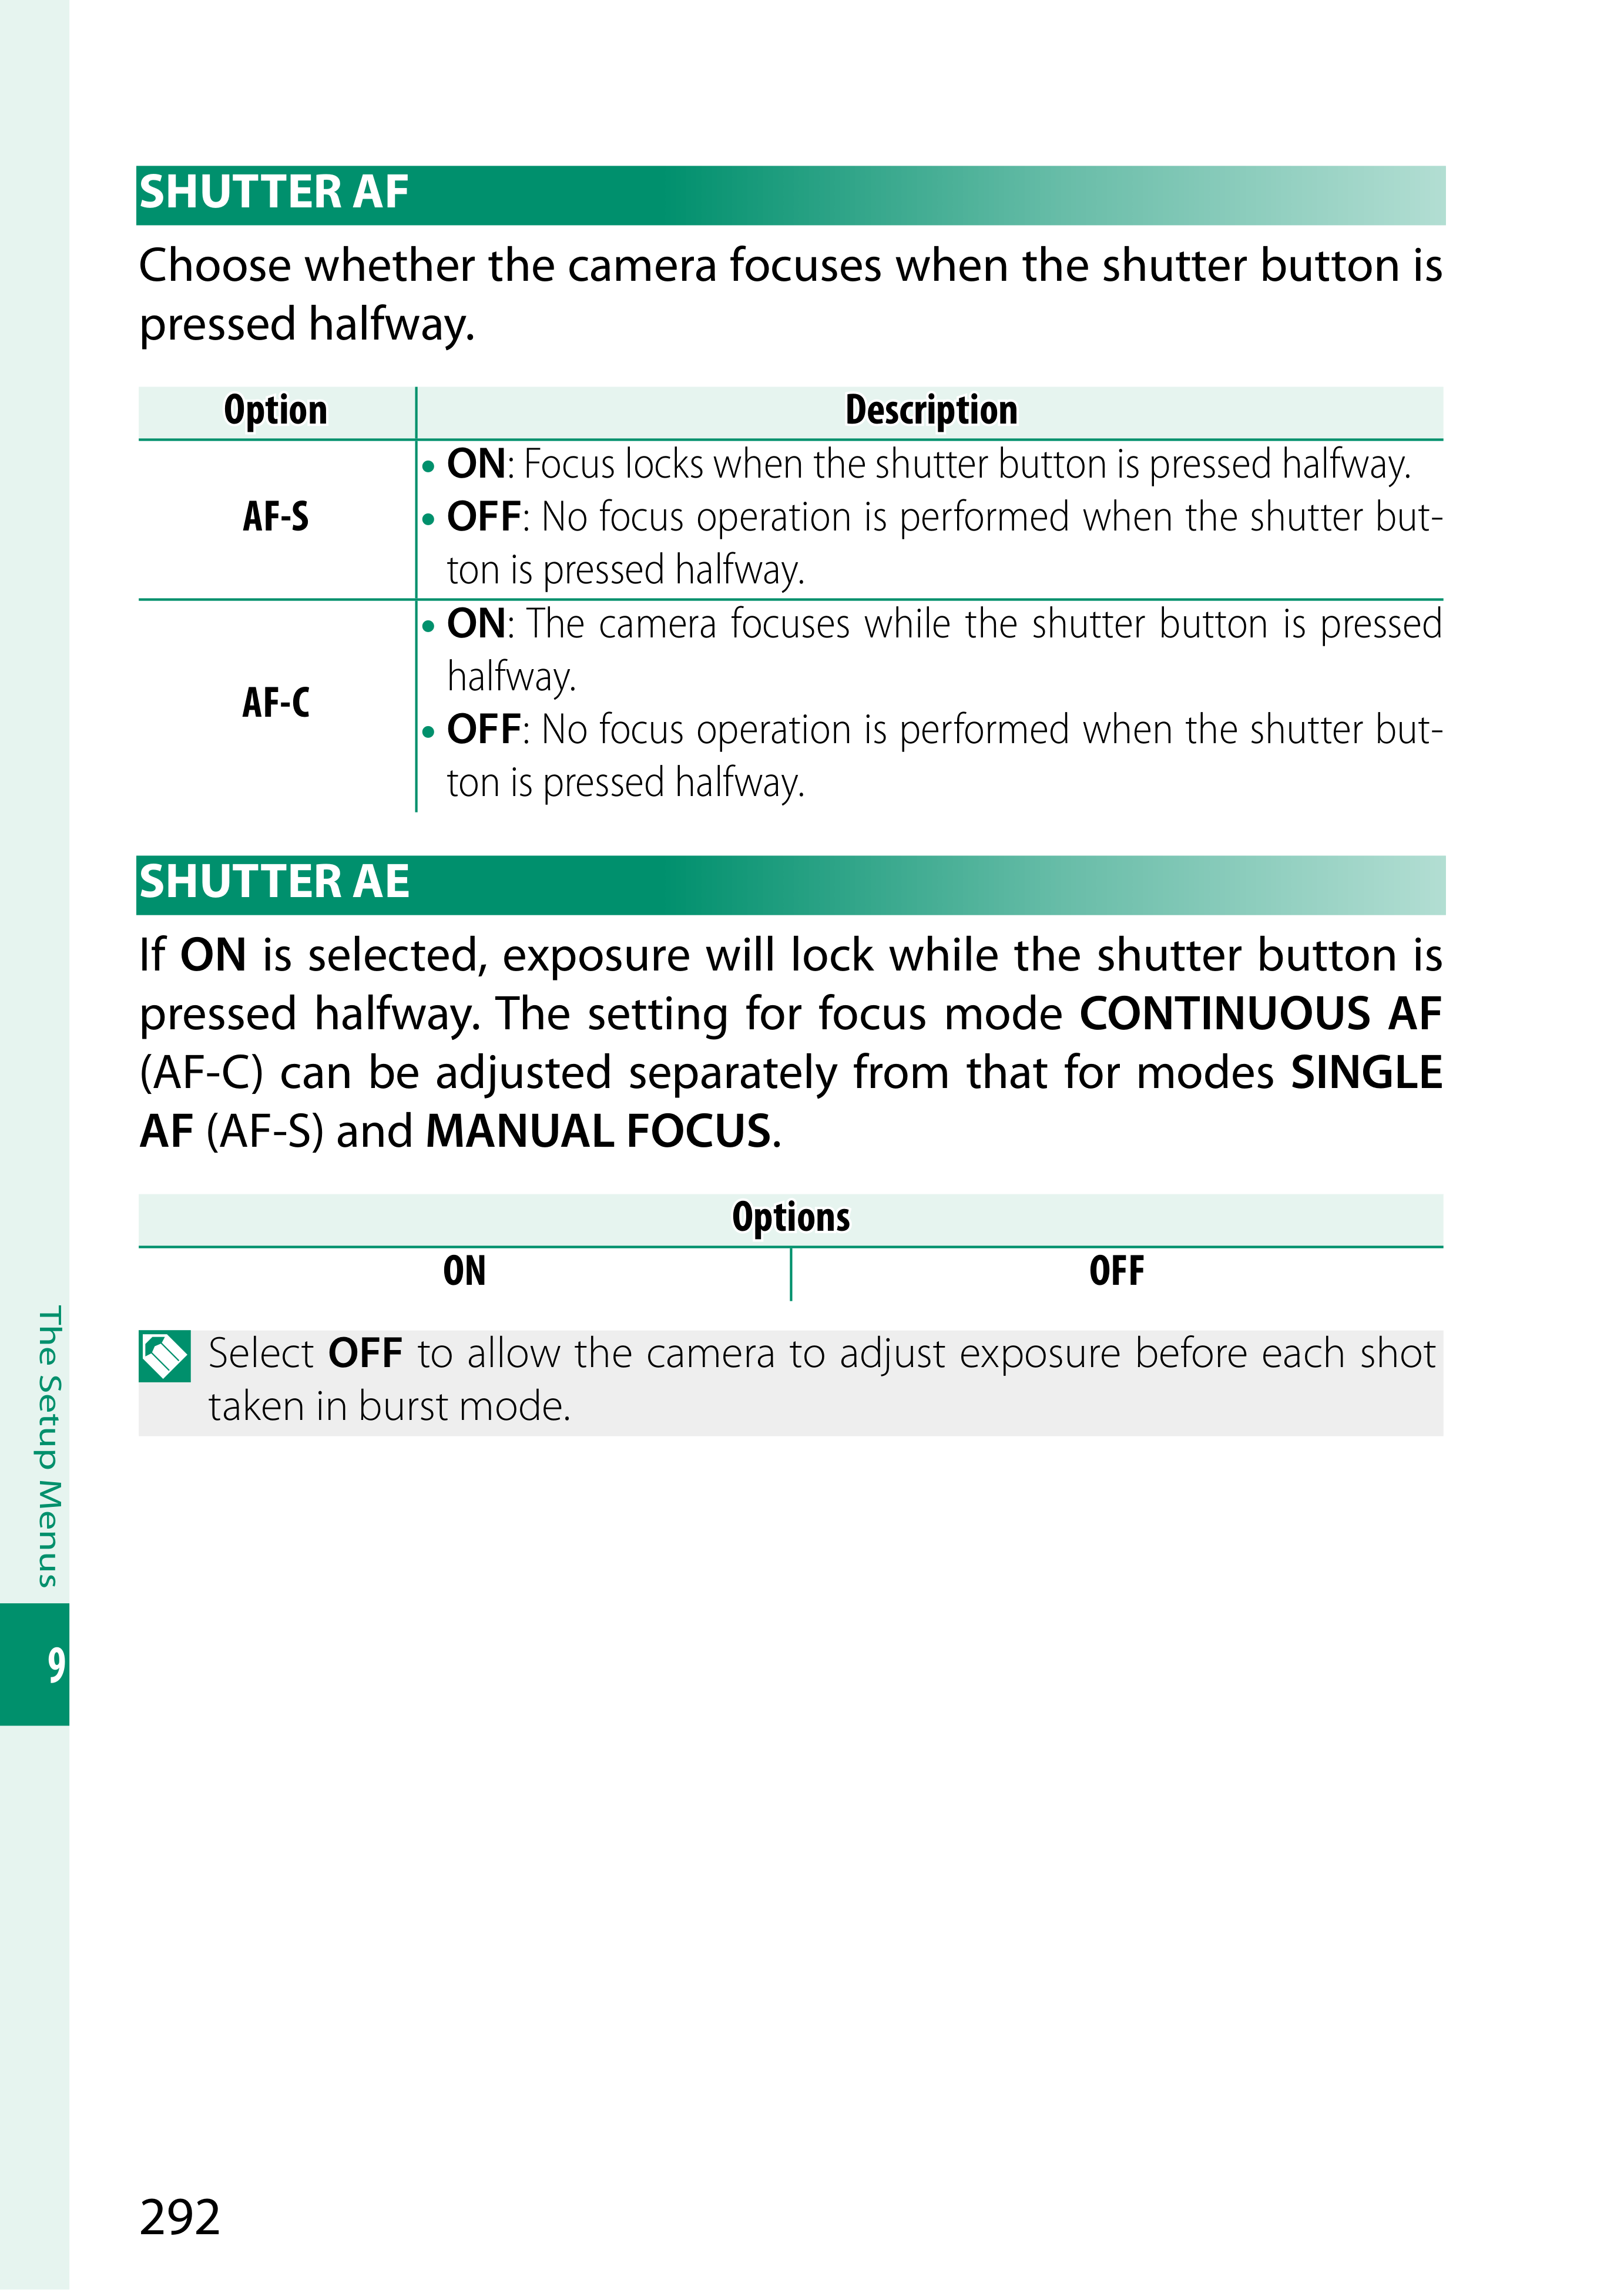 SHUTTER AF
Choose whether the camera focuses when the shutter button is
pressed halfway.
Option Description
AF-S
• ON: Focus locks when the shutter button is pressed halfway.
• OFF: No focus operation is performed when the shutter but-
ton is pressed halfway.
AF-C
• ON: The camera focuses while the shutter button is pressed
halfway.
• OFF: No focus operation is performed when the shutter but-
ton is pressed halfway.
SHUTTER AE
If ON is selected, exposure will lock while the shutter button is
pressed halfway. The setting for focus mode CONTINUOUS AF
(AF-C) can be adjusted separately from that for modes SINGLE
AF (AF-S) and MANUAL FOCUS.
Options
ON OFF
Select OFF to allow the camera to adjust exposure before each shot
taken in burst mode.
The Setup Menus
9
292